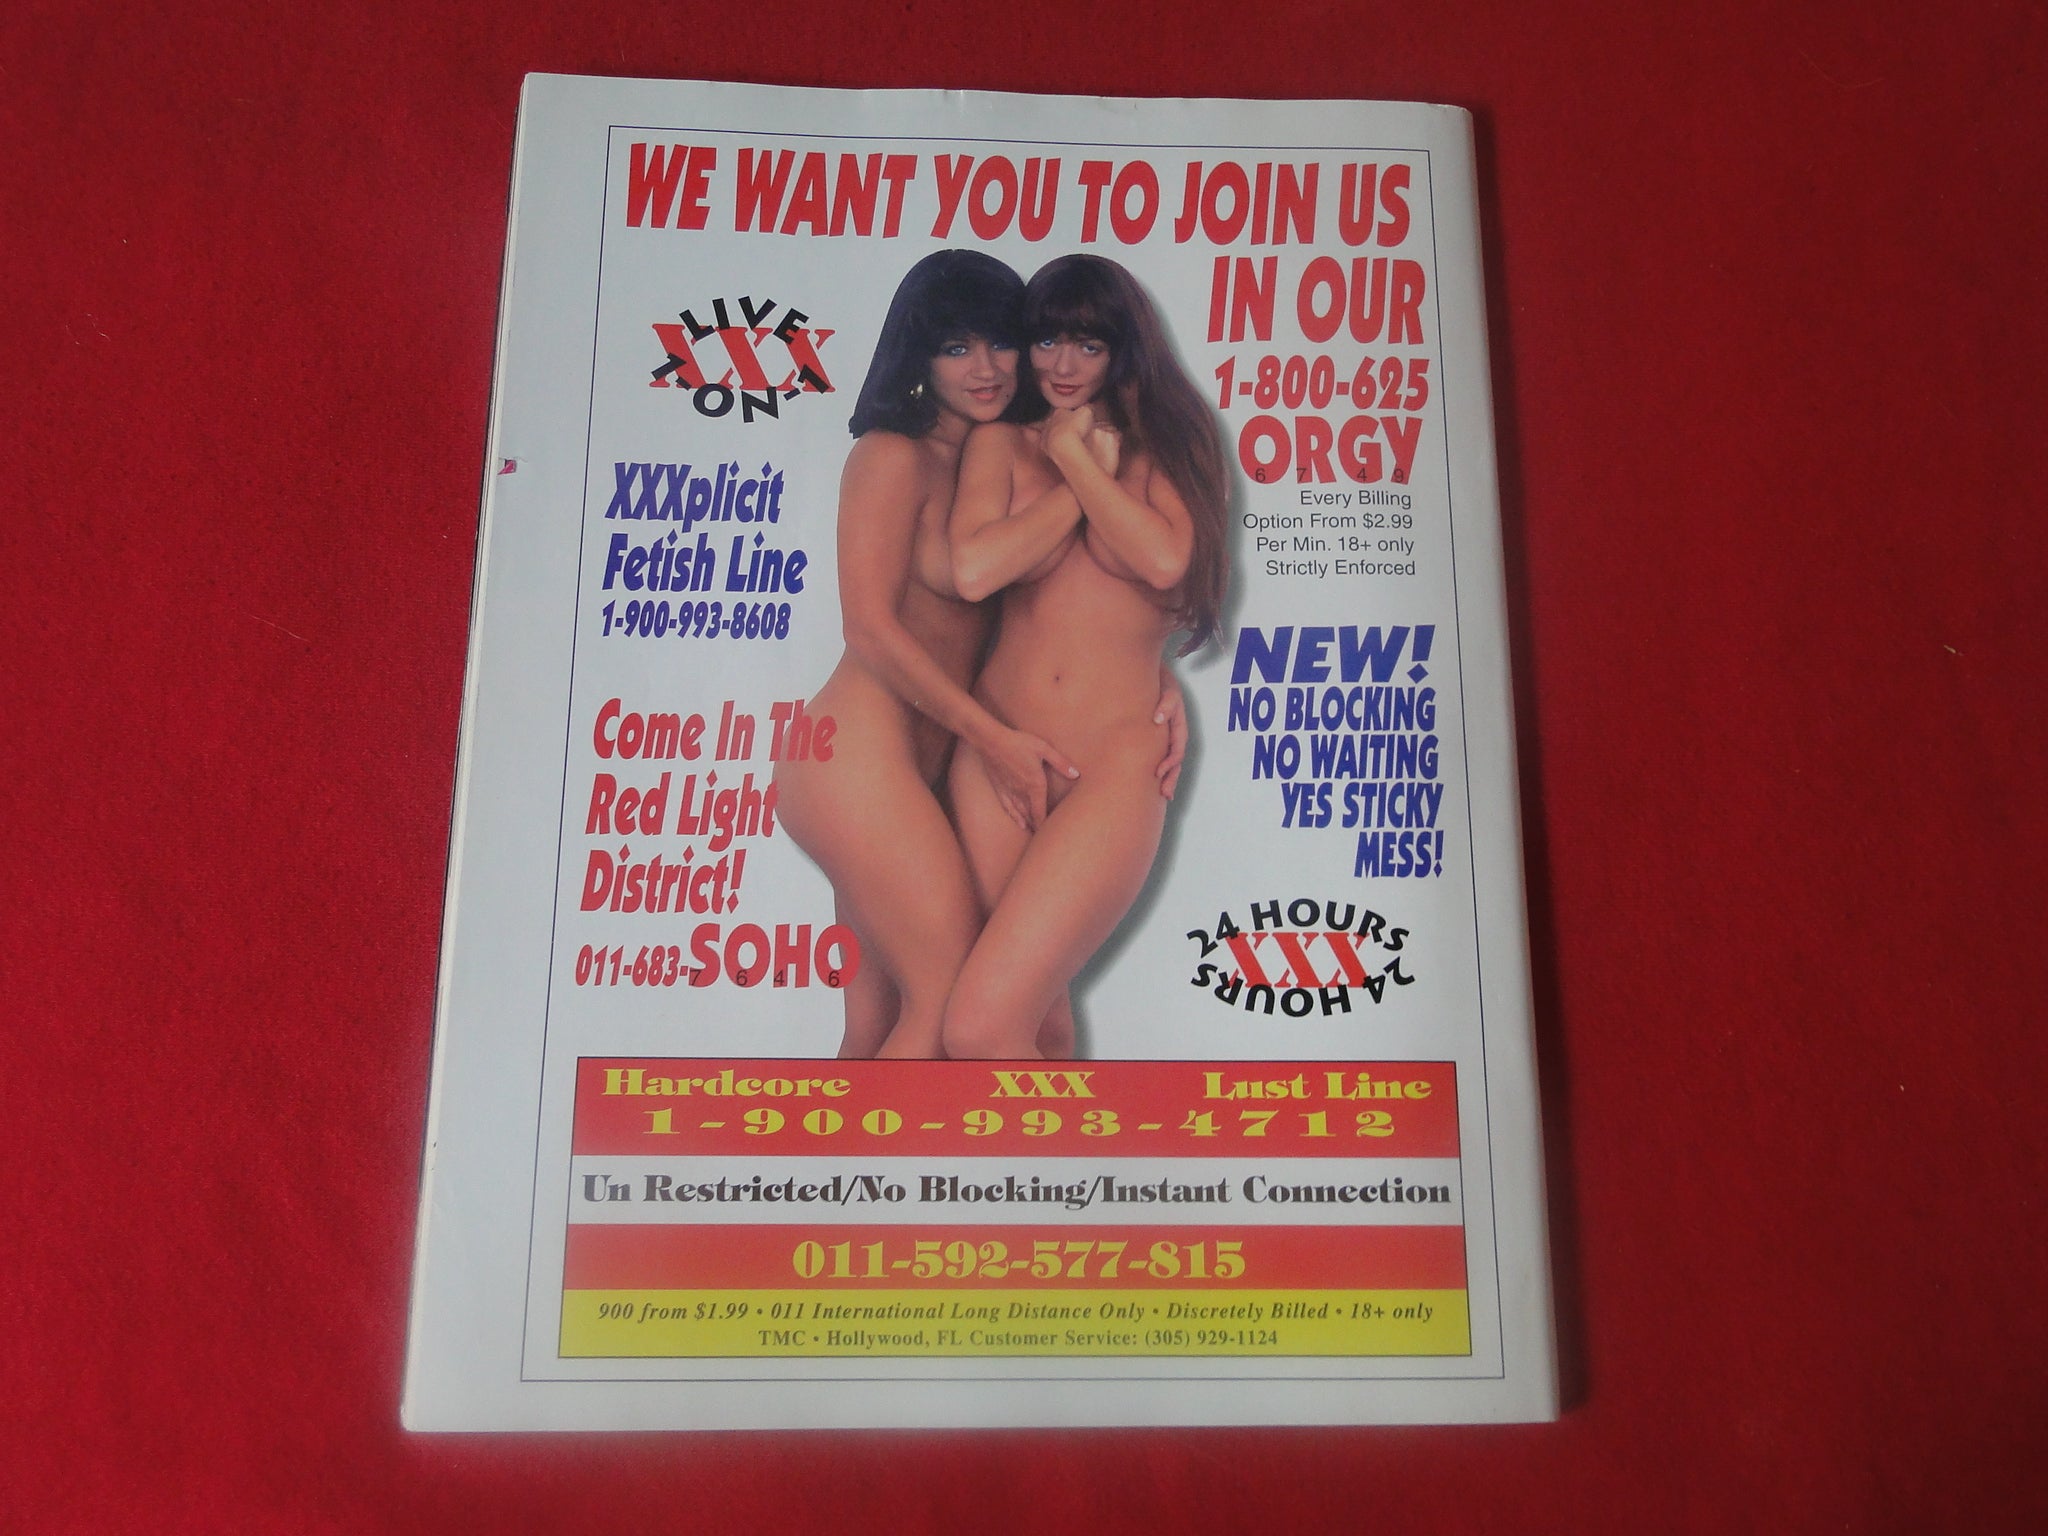 WE WANT YOU TO JOIN US
IN OUR
1-800-625
ORGY
6 7 4 9
Every Billing
Option From $2.99
Per Min. 18+ only
Strictly Enforced
LIVE
XXX
1-ON-1
XXXplicit
Fetish Line
1-900-993-8608
Come In The
Red Light
District!
011-683-SOHO
7 6 4 6
NEW!
NO BLOCKING
NO WAITING
YES STICKY
MESS!
24 HOURS
XXX
24 HOURS
Hardcore XXX Lust Line
1-900-993-4712
Un Restricted/No Blocking/Instant Connection
011-592-577-815
900 from $1.99 • 011 International Long Distance Only • Discretely Billed • 18+ only
TMC • Hollywood, FL Customer Service: (305) 929-1124